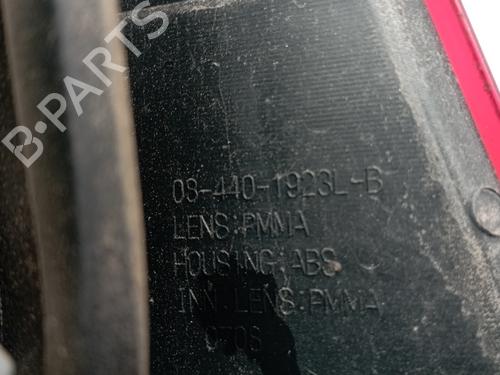 B-PARTS
08-440-1923L-B
LENS:PMMA
HOUSING:ABS
INN.LENS:PMMA